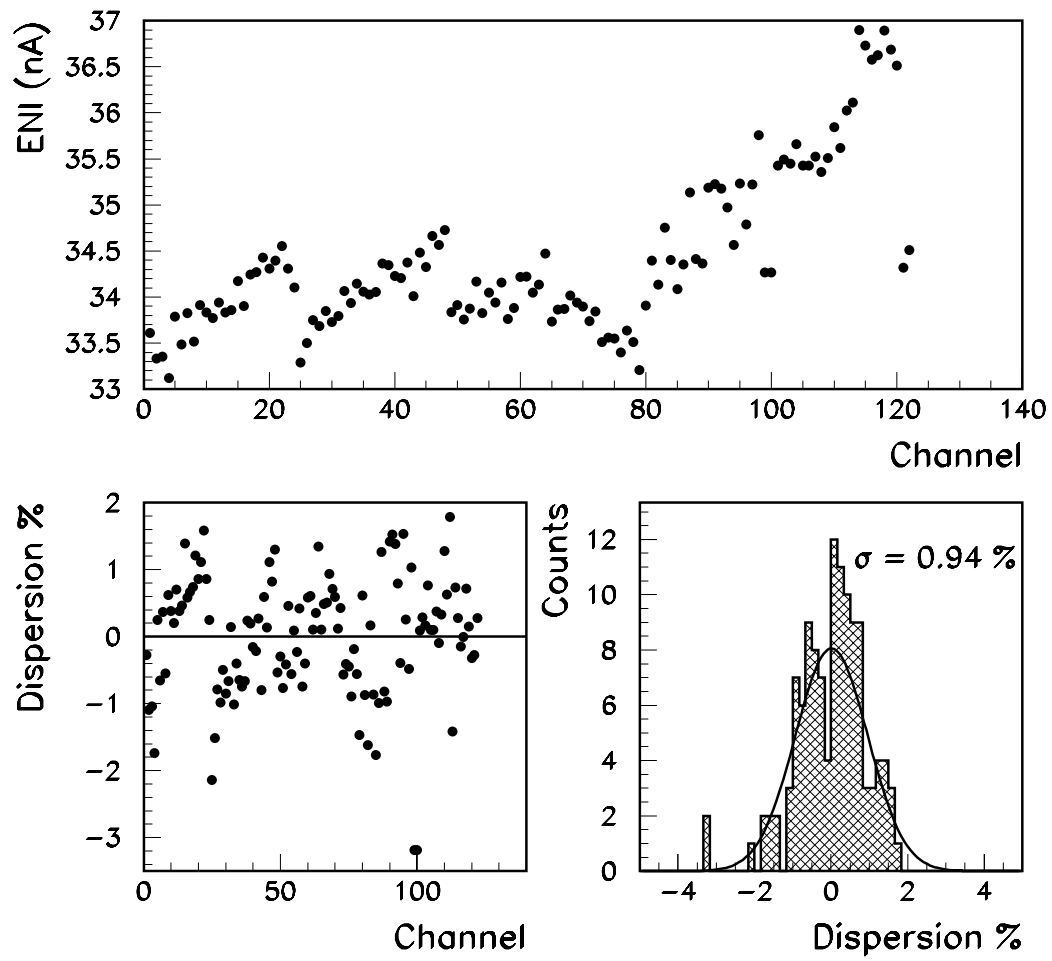 ENI (nA)
37
36.5
36
35.5
35
34.5
34
33.5
33
0 20 40 60 80 100 120 140
Channel
Dispersion %
2
1
0
−1
−2
−3
0 50 100
Channel
Counts
12
10
8
6
4
2
0
σ = 0.94 %
−4 −2 0 2 4
Dispersion %